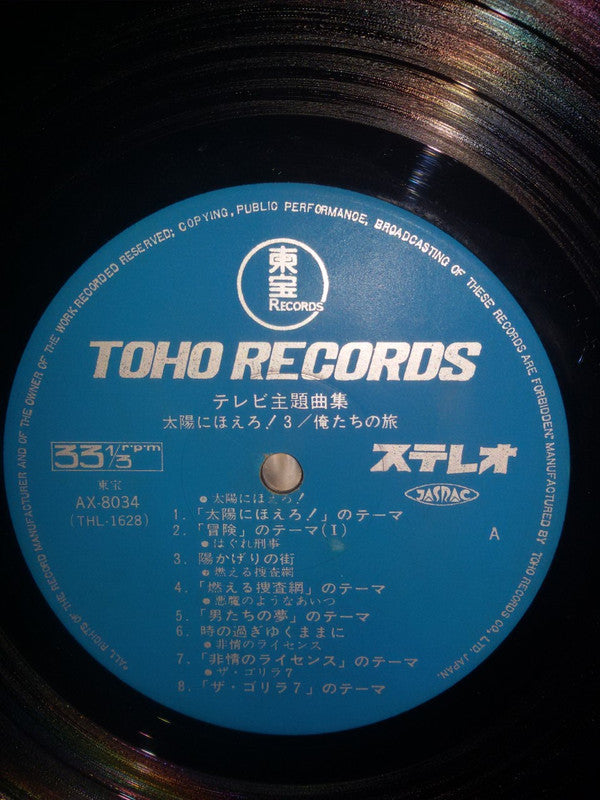 *ALL RIGHTS OF THE RECORD MANUFACTURER AND OF THE OWNER OF THE WORK RECORDED RESERVED; COPYING, PUBLIC PERFORMANCE, BROADCASTING OF THESE RECORDS ARE FORBIDDEN; MANUFACTURED BY TOHO RECORDS CO., LTD. JAPAN.
東宝
RECORDS
TOHO RECORDS
テレビ主題曲集
太陽にほえろ! 3/俺たちの旅
33 1/3 r.p.m
ステレオ
東宝
AX-8034
(THL-1628)
JASRAC
A
●太陽にほえろ!
1.「太陽にほえろ!」のテーマ
2.「冒険」のテーマ(I)
●はぐれ刑事
3. 陽かげりの街
●燃える捜査網
4.「燃える捜査網」のテーマ
●悪魔のようなあいつ
5.「男たちの夢」のテーマ
6. 時の過ぎゆくままに
●非情のライセンス
7.「非情のライセンス」のテーマ
●ザ・ゴリラ7
8.「ザ・ゴリラ7」のテーマ